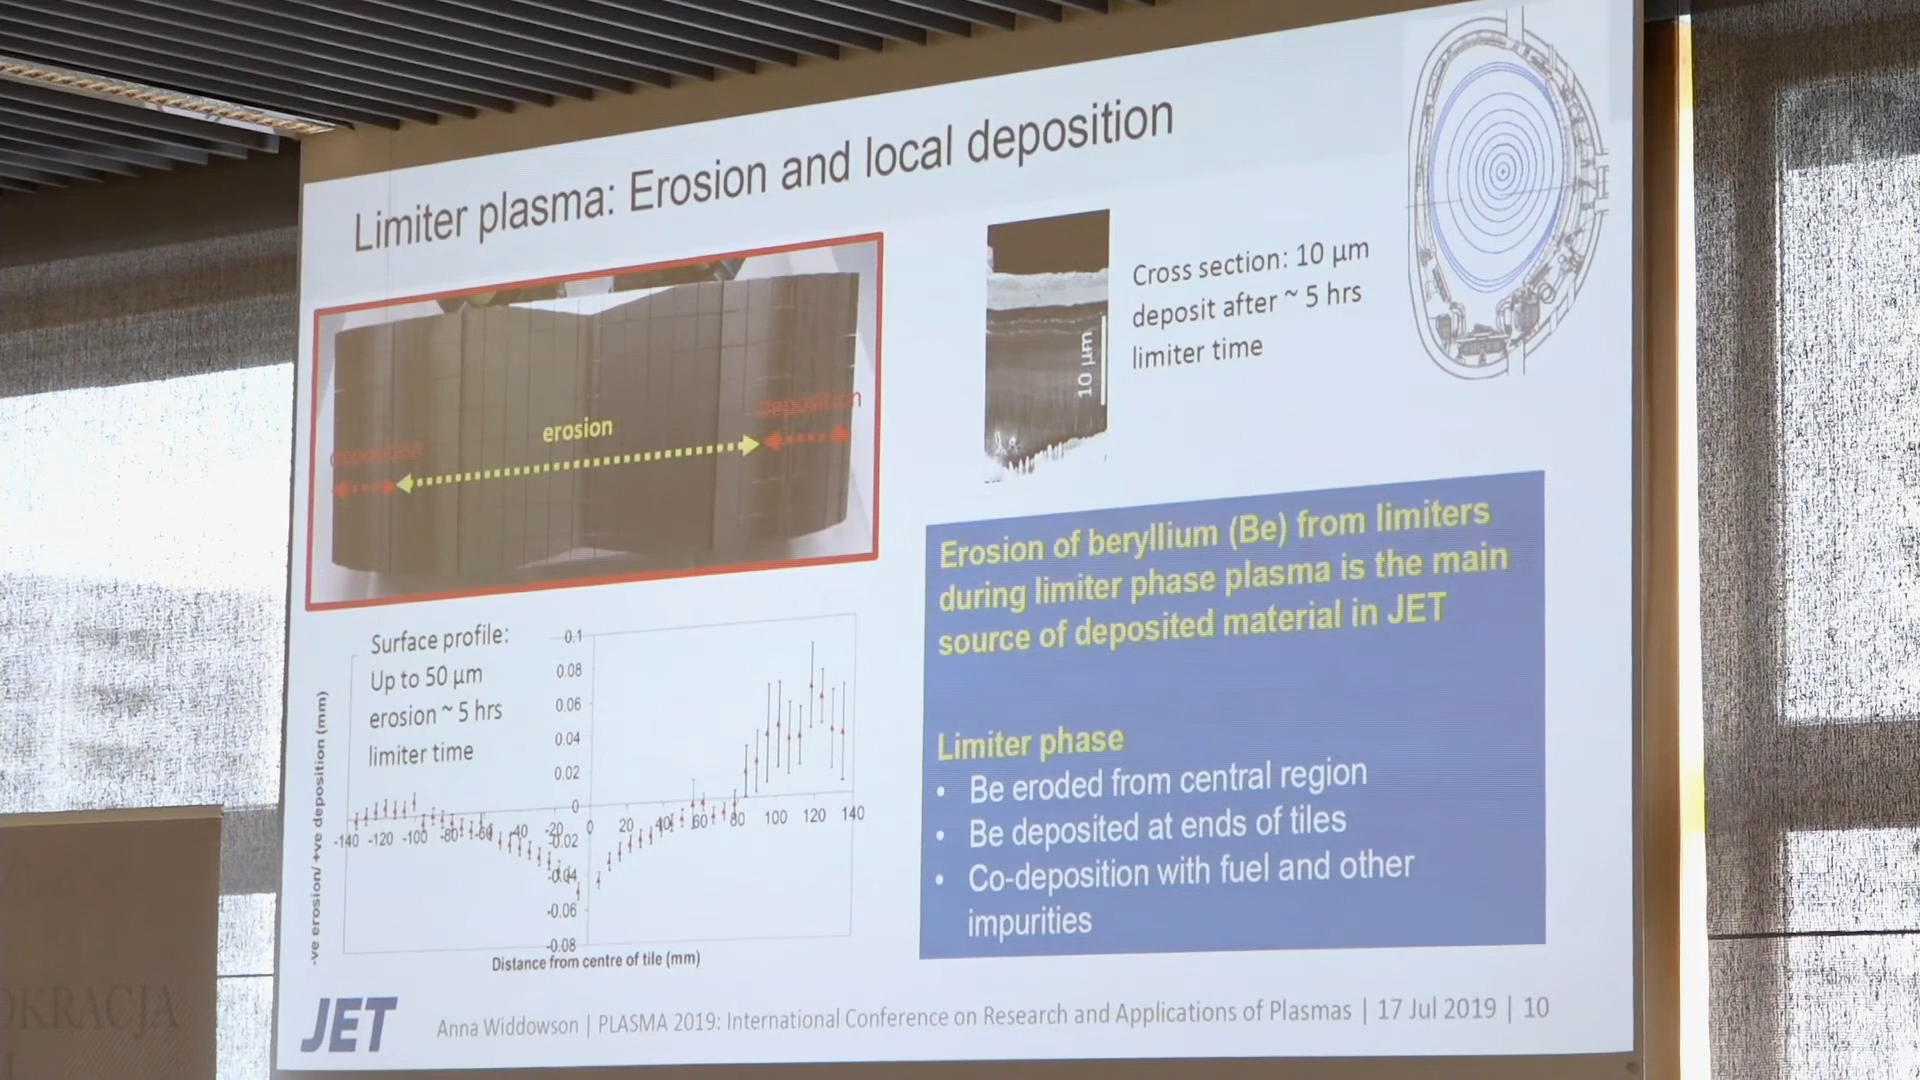 Limiter plasma: Erosion and local deposition
Cross section: 10 µm
deposit after ~ 5 hrs
limiter time
10 µm
deposition
erosion
deposition
Erosion of beryllium (Be) from limiters
during limiter phase plasma is the main
source of deposited material in JET
Limiter phase
• Be eroded from central region
• Be deposited at ends of tiles
• Co-deposition with fuel and other
impurities
Surface profile:
Up to 50 µm
erosion ~ 5 hrs
limiter time
-ve erosion/ +ve deposition (mm)
0.1
0.08
0.06
0.04
0.02
0
-0.02
-0.04
-0.06
-0.08
-140 -120 -100 -80 -60 -40 -20 0 20 40 60 80 100 120 140
Distance from centre of tile (mm)
JET
Anna Widdowson | PLASMA 2019: International Conference on Research and Applications of Plasmas | 17 Jul 2019 | 10